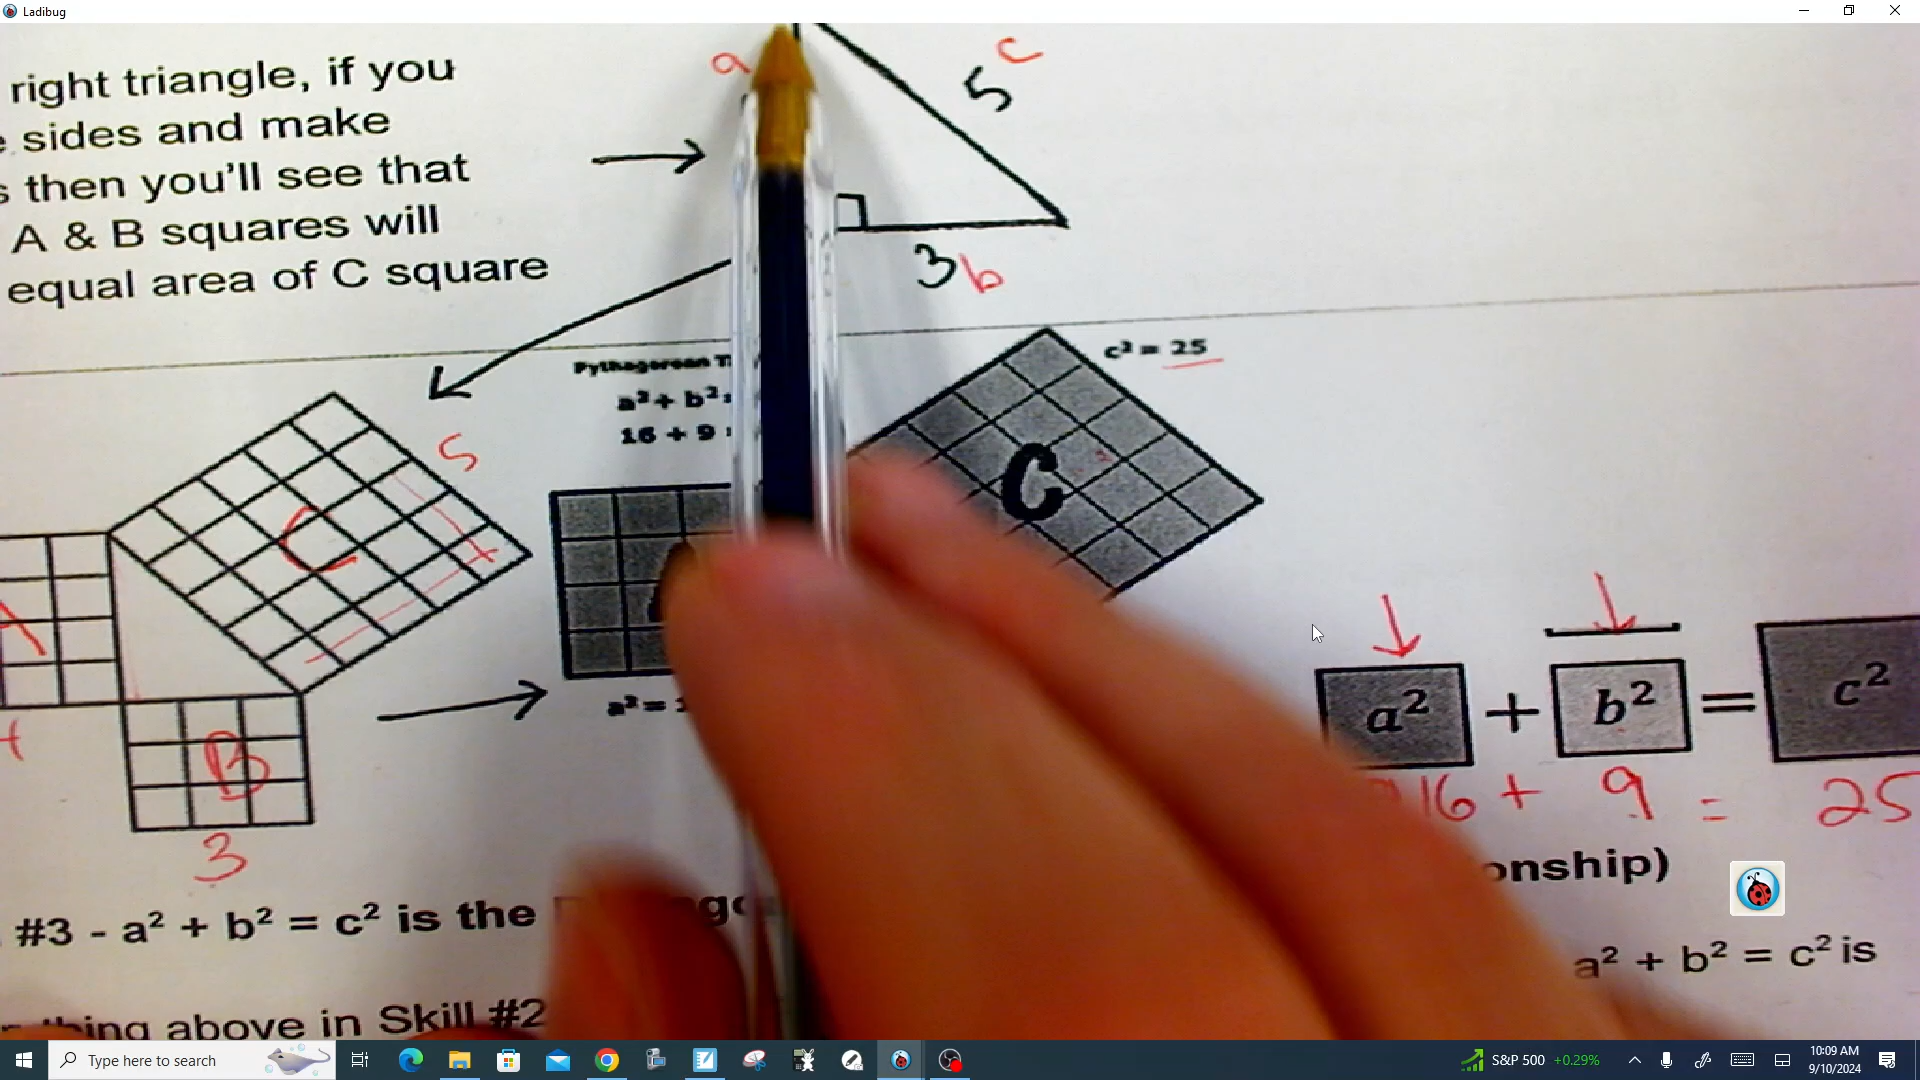 Ladibug
right triangle, if you
sides and make
then you'll see that
A & B squares will
equal area of C square
a
5 c
3 b
Pythagorean
a² + b²
16 + 9
c² = 25
C
5
C
B
3
a² =
a² + b² = c²
16 + 9 = 25
onship)
#3 - a² + b² = c² is the
a² + b² = c² is
above in Skill #2
Type here to search
S&P 500 +0.29%
10:09 AM
9/10/2024